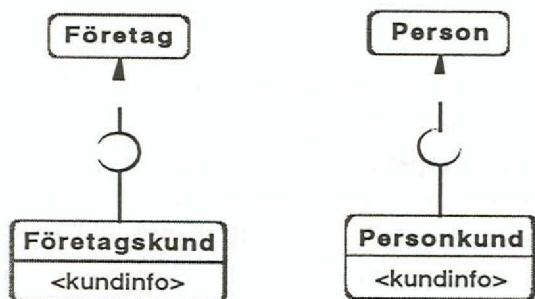 Företag
Person
Företagskund
<kundinfo>
Personkund
<kundinfo>